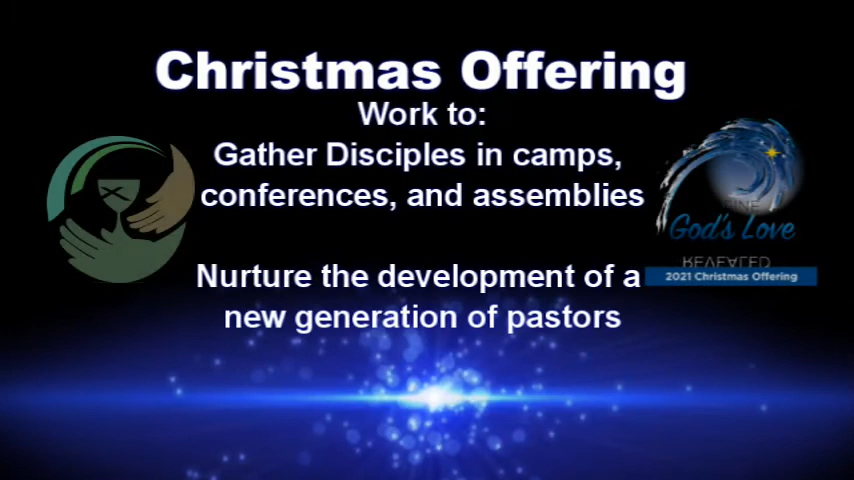 Christmas Offering
Work to:
Gather Disciples in camps,
conferences, and assemblies
Nurture the development of a
new generation of pastors
God's Love
REVEALED
2021 Christmas Offering